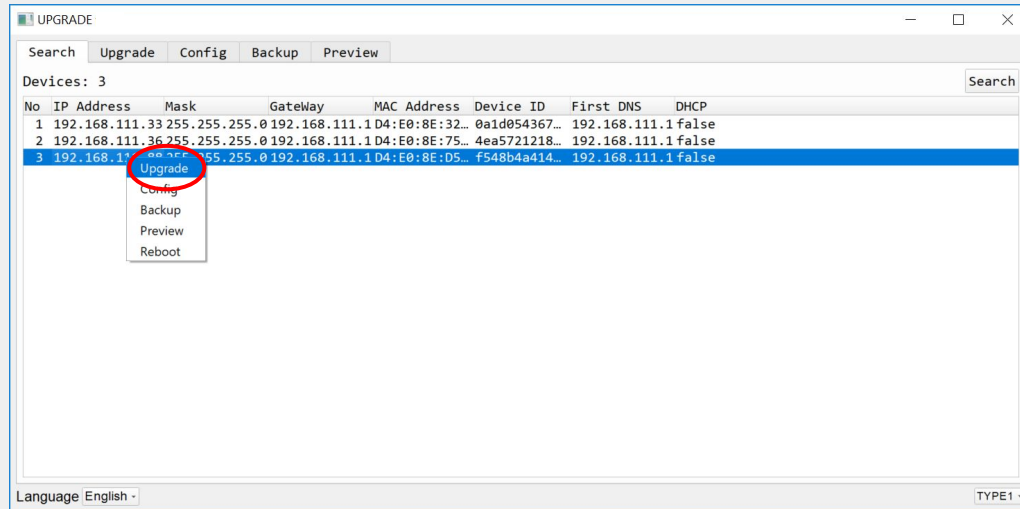 UPGRADE
Search Upgrade Config Backup Preview
Devices: 3 Search
No IP Address Mask GateWay MAC Address Device ID First DNS DHCP
1 192.168.111.33 255.255.255.0 192.168.111.1 D4:E0:8E:32… 0a1d054367… 192.168.111.1 false
2 192.168.111.36 255.255.255.0 192.168.111.1 D4:E0:8E:75… 4ea5721218… 192.168.111.1 false
3 255.255.255.0 192.168.111.1 D4:E0:8E:D5… f548b4a414… 192.168.111.1 false
Upgrade
Config
Backup
Preview
Reboot
Language English TYPE1